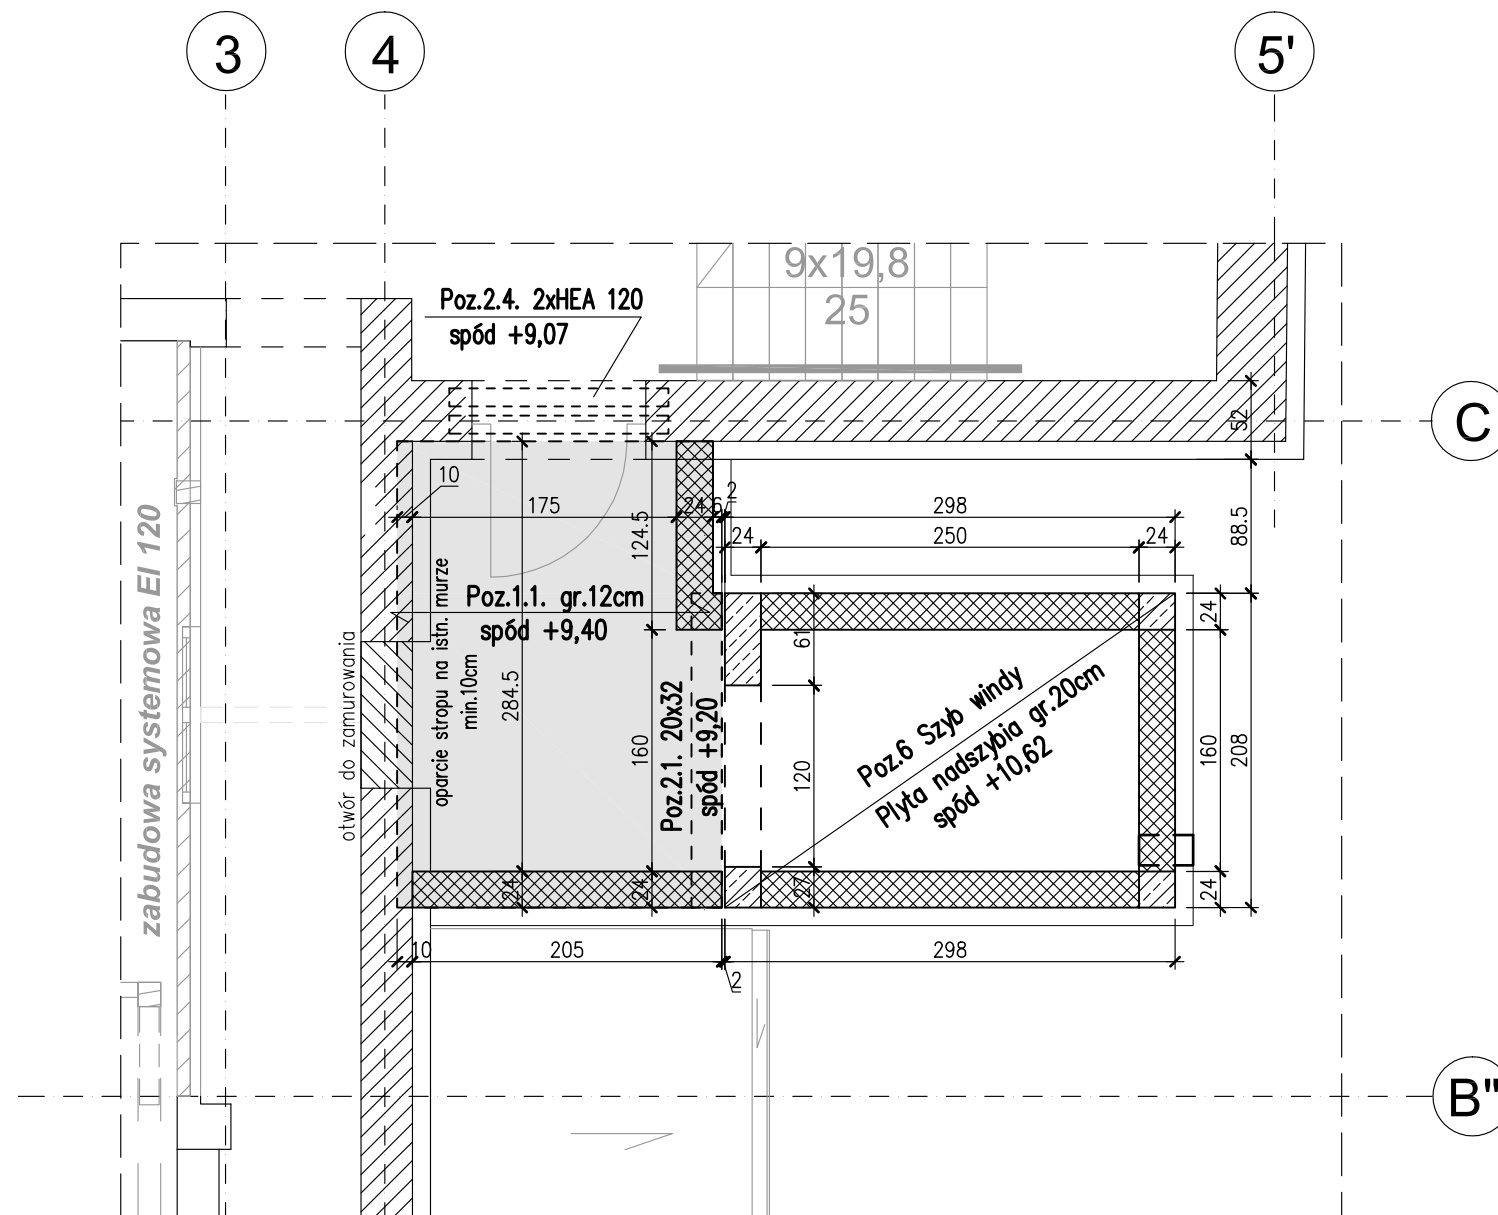 3
4
5'
9x19,8
25
Poz.2.4. 2xHEA 120
spód +9,07
C
52
10
175
24
6
2
298
24
250
24
88.5
124.5
zabudowa systemowa EI 120
otwór do zamurowania
oparcie stropu na istn. murze
min.10cm
Poz.1.1. gr.12cm
spód +9,40
284.5
160
Poz.2.1. 20x32
spód +9,20
61
120
27
Poz.6 Szyb windy
Plyta nadszybia gr.20cm
spód +10,62
24
160
208
24
24
24
10
205
2
298
B"